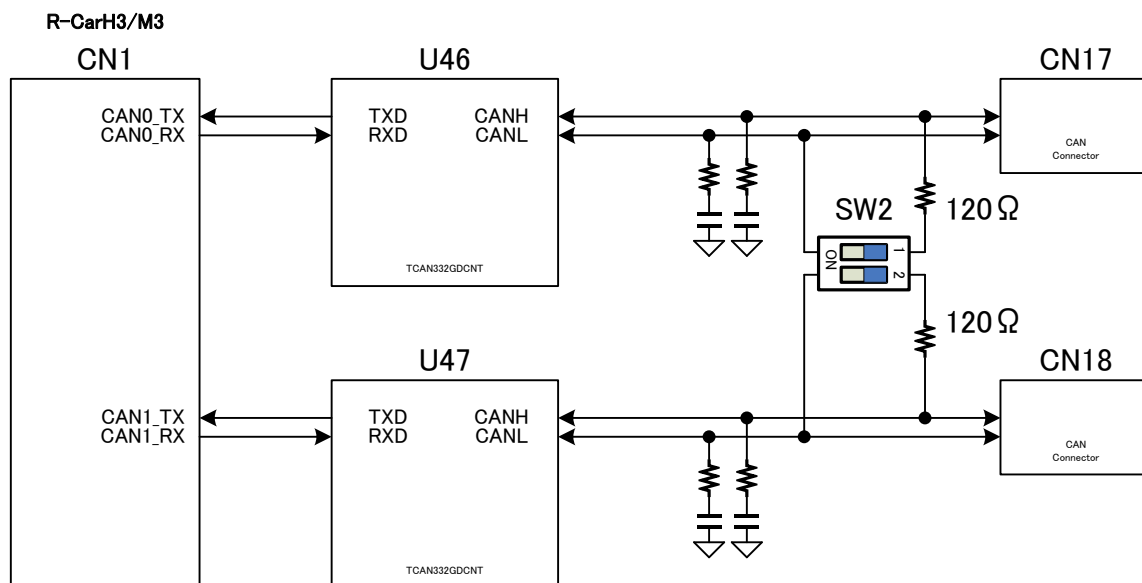 R-CarH3/M3
CN1
U46
CN17
CAN0_TX
CAN0_RX
TXD
RXD
CANH
CANL
CAN
Connector
TCAN332GDCNT
SW2
ON
1
2
120Ω
120Ω
U47
CN18
CAN1_TX
CAN1_RX
TXD
RXD
CANH
CANL
CAN
Connector
TCAN332GDCNT